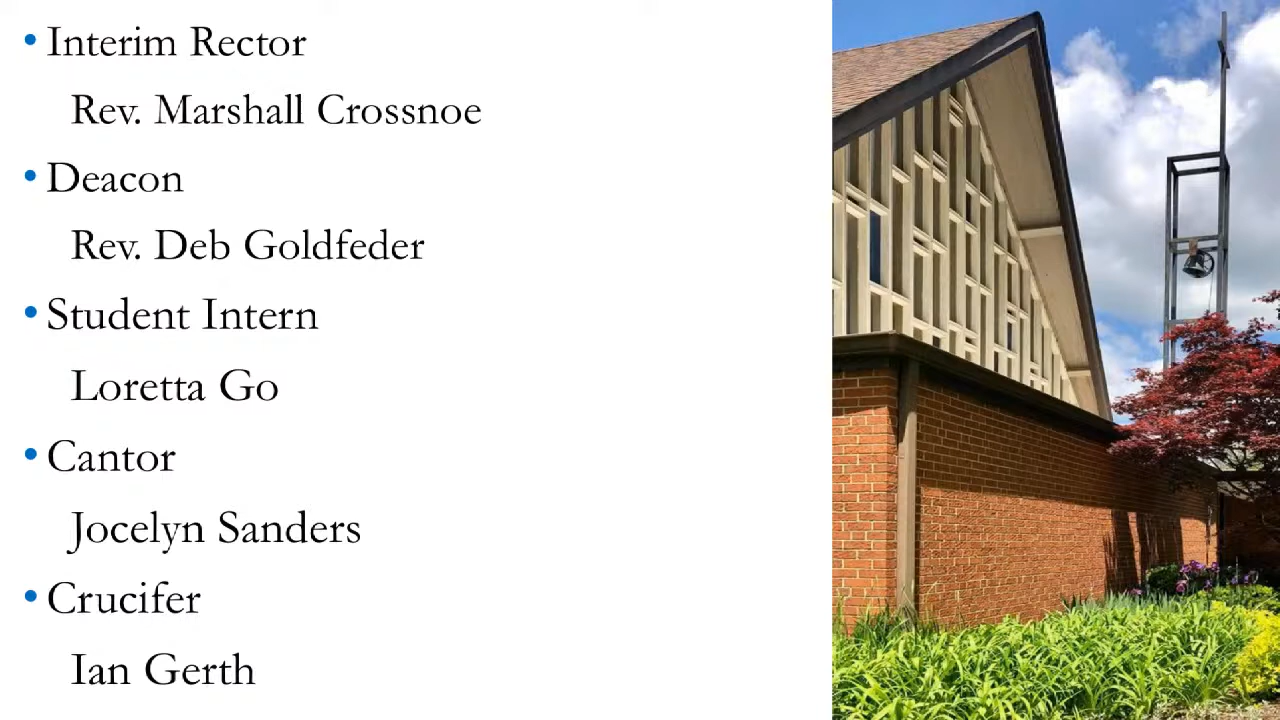 • Interim Rector
Rev. Marshall Crossnoe
• Deacon
Rev. Deb Goldfeder
• Student Intern
Loretta Go
• Cantor
Jocelyn Sanders
• Crucifer
Ian Gerth